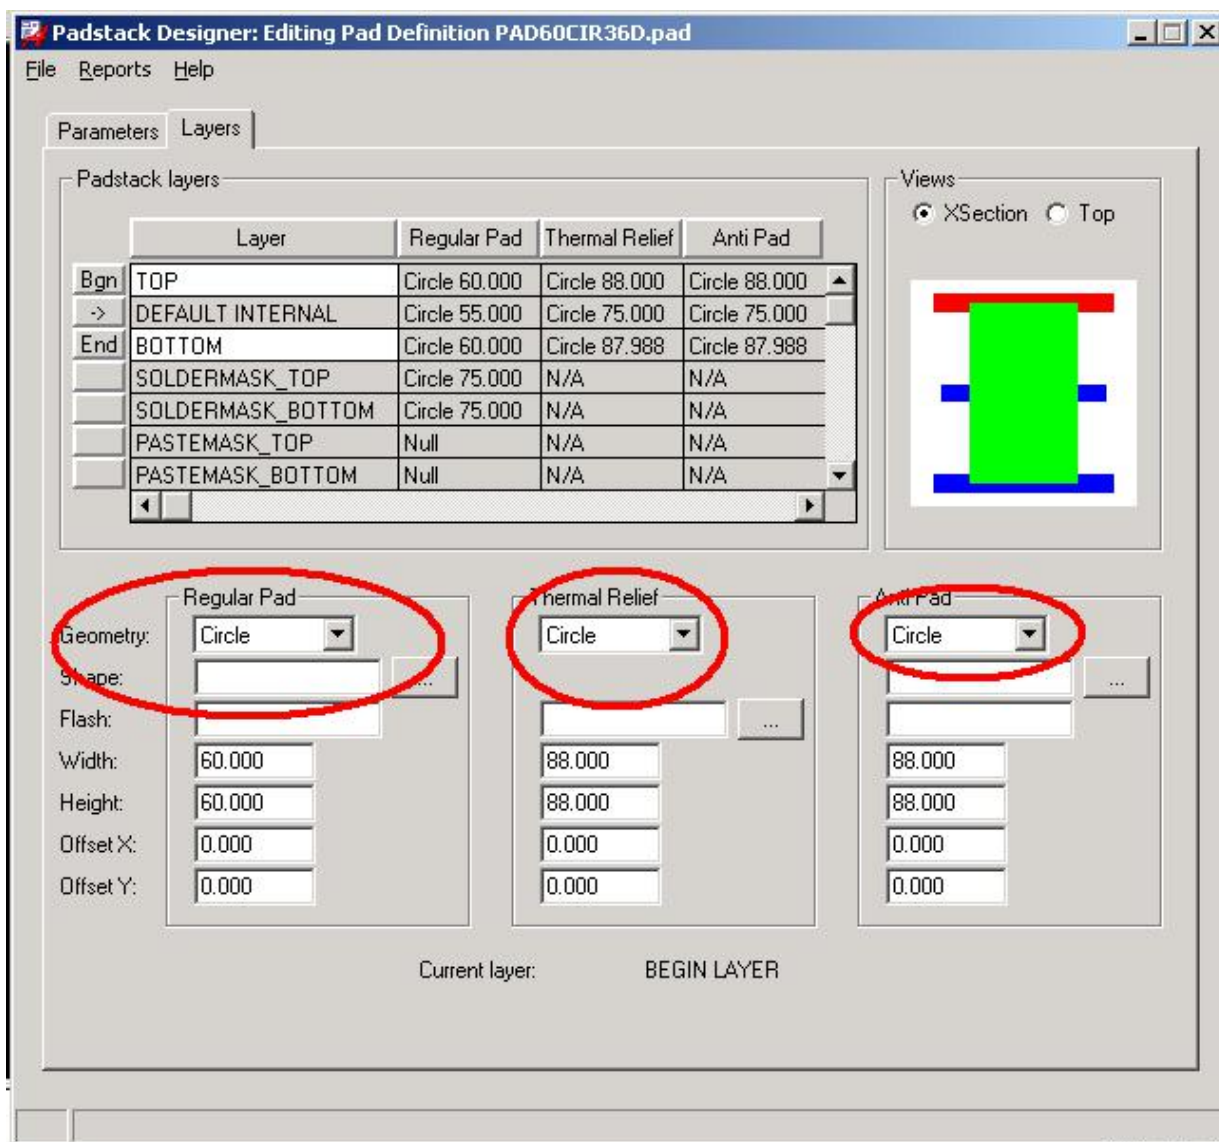 Padstack Designer: Editing Pad Definition PAD60CIR36D.pad
File Reports Help
Parameters Layers
Padstack layers
Views
XSection Top
Layer Regular Pad Thermal Relief Anti Pad
Bgn TOP Circle 60.000 Circle 88.000 Circle 88.000
-> DEFAULT INTERNAL Circle 55.000 Circle 75.000 Circle 75.000
End BOTTOM Circle 60.000 Circle 87.988 Circle 87.988
SOLDERMASK_TOP Circle 75.000 N/A N/A
SOLDERMASK_BOTTOM Circle 75.000 N/A N/A
PASTEMASK_TOP Null N/A N/A
PASTEMASK_BOTTOM Null N/A N/A
Regular Pad Thermal Relief Anti Pad
Geometry: Circle Circle Circle
Shape: ... ...
Flash: ...
Width: 60.000 88.000 88.000
Height: 60.000 88.000 88.000
Offset X: 0.000 0.000 0.000
Offset Y: 0.000 0.000 0.000
Current layer: BEGIN LAYER